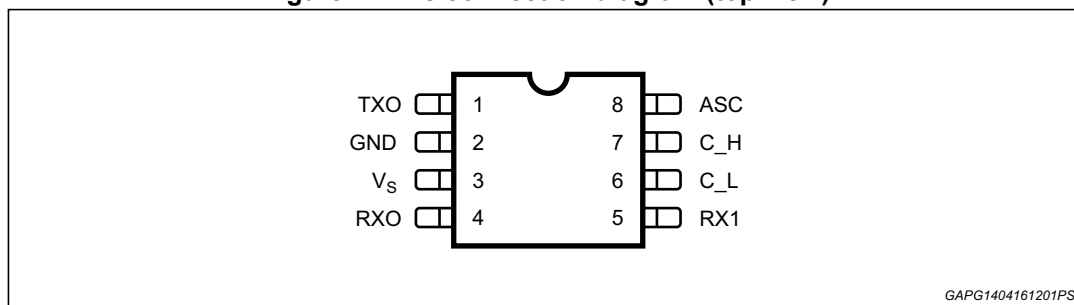 TXO 1 8 ASC
GND 2 7 C_H
VS 3 6 C_L
RXO 4 5 RX1
GAPG1404161201PS